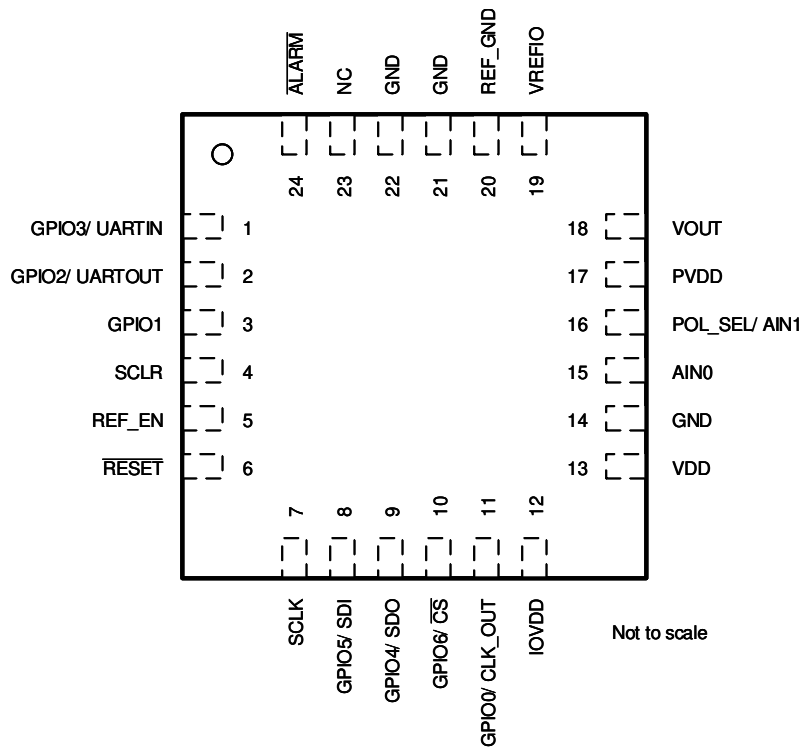 ALARM
NC
GND
GND
REF_GND
VREFIO
24
23
22
21
20
19
GPIO3/ UARTIN 1
GPIO2/ UARTOUT 2
GPIO1 3
SCLR 4
REF_EN 5
RESET 6
18 VOUT
17 PVDD
16 POL_SEL/ AIN1
15 AIN0
14 GND
13 VDD
7
8
9
10
11
12
SCLK
GPIO5/ SDI
GPIO4/ SDO
GPIO6/ CS
GPIO0/ CLK_OUT
IOVDD
Not to scale